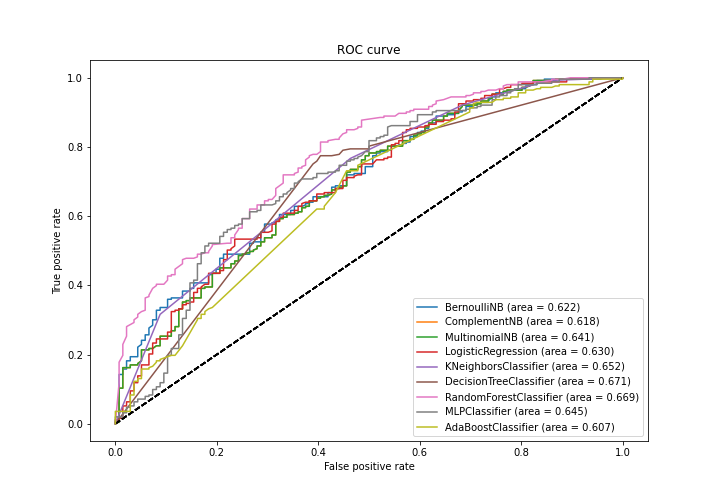 ROC curve
True positive rate
1.0
0.8
0.6
0.4
0.2
0.0
BernoulliNB (area = 0.622)
ComplementNB (area = 0.618)
MultinomialNB (area = 0.641)
LogisticRegression (area = 0.630)
KNeighborsClassifier (area = 0.652)
DecisionTreeClassifier (area = 0.671)
RandomForestClassifier (area = 0.669)
MLPClassifier (area = 0.645)
AdaBoostClassifier (area = 0.607)
0.0 0.2 0.4 0.6 0.8 1.0
False positive rate